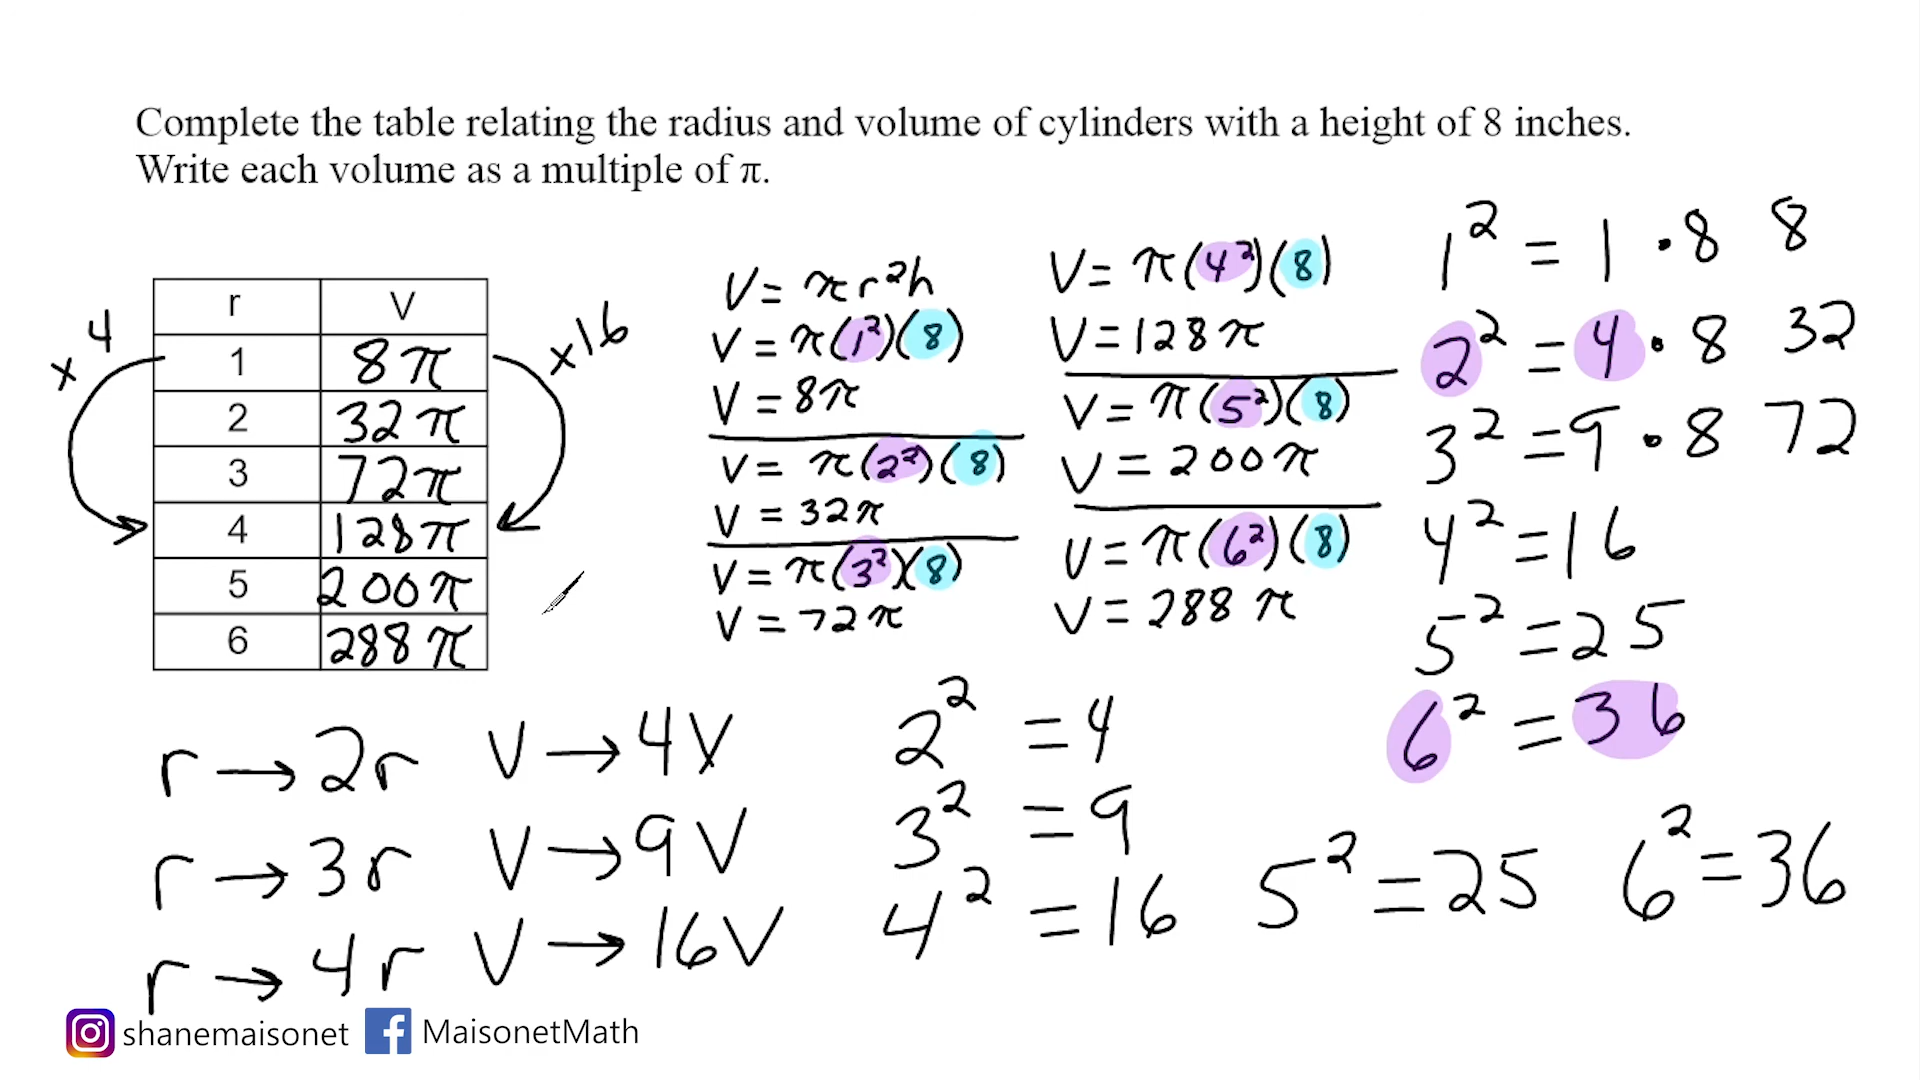 Complete the table relating the radius and volume of cylinders with a height of 8 inches.
Write each volume as a multiple of π.
r V
1 8π
2 32π
3 72π
4 128π
5 200π
6 288π
x 4
x 16
V = πr²h
V = π(1²)(8)
V = 8π
V = π(2²)(8)
V = 32π
V = π(3²)(8)
V = 72π
V = π(4²)(8)
V = 128π
V = π(5²)(8)
V = 200π
V = π(6²)(8)
V = 288π
1² = 1 · 8 8
2² = 4 · 8 32
3² = 9 · 8 72
4² = 16
5² = 25
6² = 36
r → 2r V → 4V
r → 3r V → 9V
r → 4r V → 16V
2² = 4
3² = 9
4² = 16
5² = 25
6² = 36
shanemaisonet
MaisonetMath